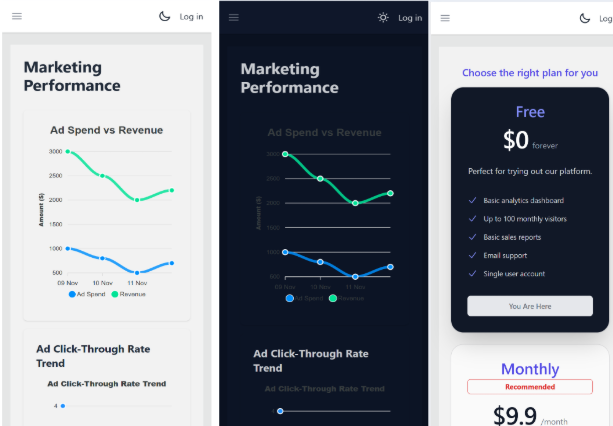 Log in
Marketing
Performance
Ad Spend vs Revenue
3000
2500
2000
1500
1000
500
Amount ($)
09 Nov 10 Nov 11 Nov
Ad Spend Revenue
Ad Click-Through Rate
Trend
Ad Click-Through Rate Trend
4
Log in
Marketing
Performance
Ad Spend vs Revenue
3000
2500
2000
1500
1000
500
Amount ($)
09 Nov 10 Nov 11 Nov
Ad Spend Revenue
Ad Click-Through Rate
Trend
Ad Click-Through Rate Trend
Log
Choose the right plan for you
Free
$0 forever
Perfect for trying out our platform.
Basic analytics dashboard
Up to 100 monthly visitors
Basic sales reports
Email support
Single user account
You Are Here
Monthly
Recommended
$9.9 /month